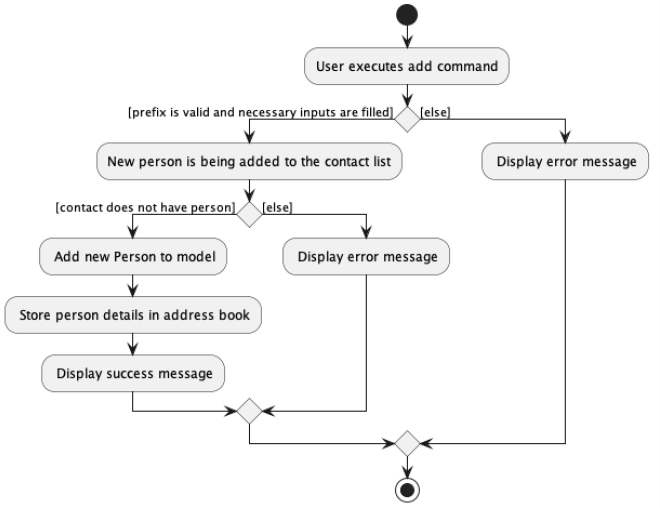 User executes add command
[prefix is valid and necessary inputs are filled]
[else]
New person is being added to the contact list
Display error message
[contact does not have person]
[else]
Add new Person to model
Display error message
Store person details in address book
Display success message